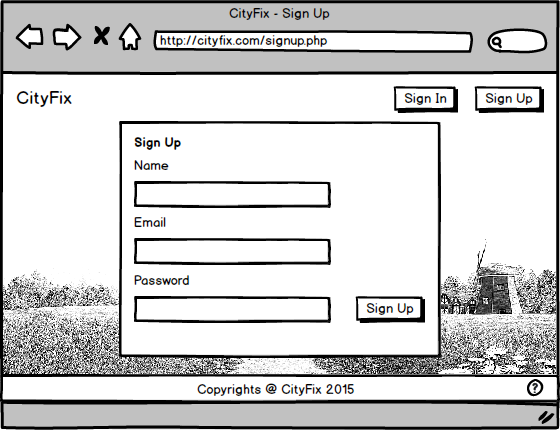 CityFix - Sign Up
http://cityfix.com/signup.php
CityFix
Sign In
Sign Up
Sign Up
Name
Email
Password
Sign Up
Copyrights @ CityFix 2015
?